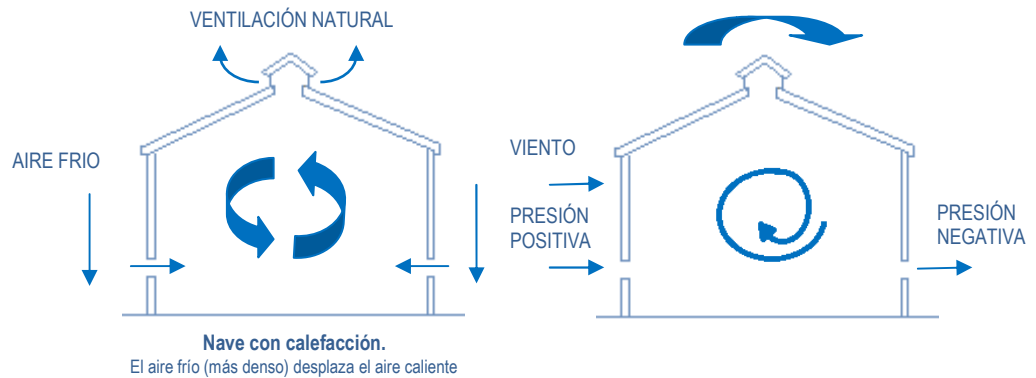 VENTILACIÓN NATURAL
AIRE FRIO
VIENTO
PRESIÓN
POSITIVA
PRESIÓN
NEGATIVA
Nave con calefacción.
El aire frío (más denso) desplaza el aire caliente